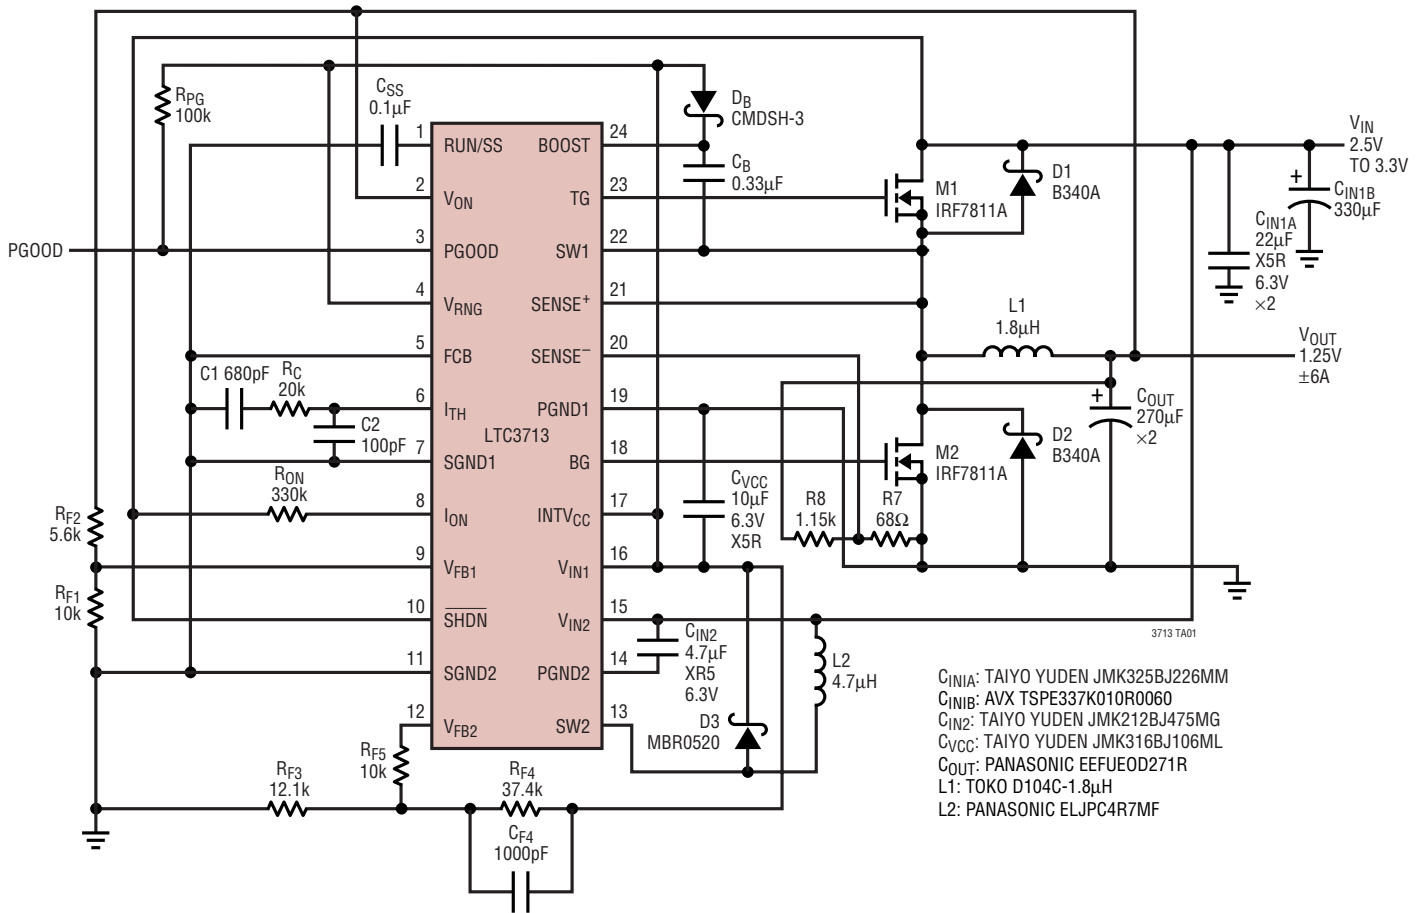 R_PG
100k
C_SS
0.1µF
D_B
CMDSH-3
C_B
0.33µF
V_IN
2.5V
TO 3.3V
D1
B340A
M1
IRF7811A
+
C_IN1B
330µF
C_IN1A
22µF
X5R
6.3V
×2
PGOOD
1
RUN/SS
2
V_ON
3
PGOOD
4
V_RNG
5
FCB
6
I_TH
7
SGND1
8
I_ON
9
V_FB1
10
SHDN
11
SGND2
12
V_FB2
LTC3713
24
BOOST
23
TG
22
SW1
21
SENSE+
20
SENSE–
19
PGND1
18
BG
17
INTV_CC
16
V_IN1
15
V_IN2
14
PGND2
13
SW2
L1
1.8µH
V_OUT
1.25V
±6A
+
C_OUT
270µF
×2
C1 680pF
R_C
20k
C2
100pF
R_ON
330k
M2
IRF7811A
D2
B340A
C_VCC
10µF
6.3V
X5R
R8
1.15k
R7
68Ω
R_F2
5.6k
R_F1
10k
C_IN2
4.7µF
XR5
6.3V
L2
4.7µH
D3
MBR0520
R_F5
10k
R_F3
12.1k
R_F4
37.4k
C_F4
1000pF
3713 TA01
C_INIA: TAIYO YUDEN JMK325BJ226MM
C_INIB: AVX TSPE337K010R0060
C_IN2: TAIYO YUDEN JMK212BJ475MG
C_VCC: TAIYO YUDEN JMK316BJ106ML
C_OUT: PANASONIC EEFUEOD271R
L1: TOKO D104C-1.8µH
L2: PANASONIC ELJPC4R7MF